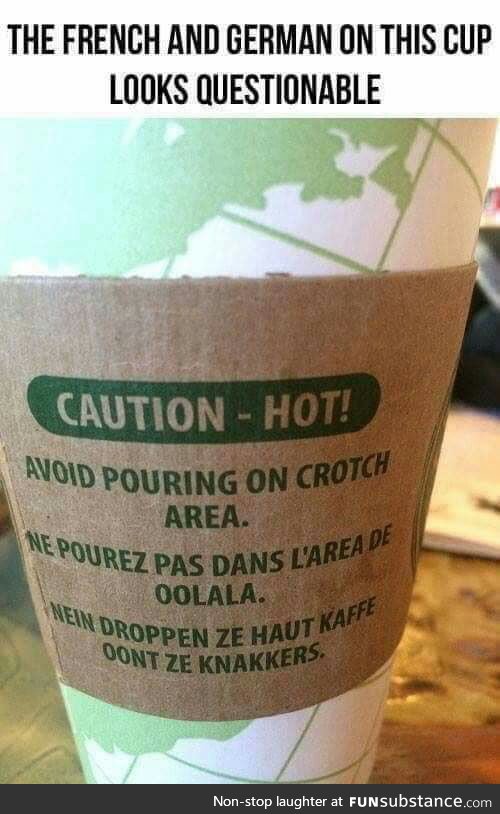 THE FRENCH AND GERMAN ON THIS CUP
LOOKS QUESTIONABLE
CAUTION - HOT!
AVOID POURING ON CROTCH
AREA.
NE POUREZ PAS DANS L'AREA DE
OOLALA.
NEIN DROPPEN ZE HAUT KAFFE
OONT ZE KNAKKERS.
Non-stop laughter at FUNsubstance.com